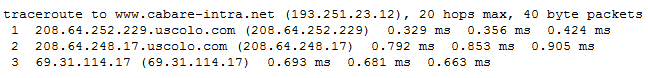 traceroute to www.cabare-intra.net (193.251.23.12), 20 hops max, 40 byte packets
1 208.64.252.229.uscolo.com (208.64.252.229) 0.329 ms 0.356 ms 0.424 ms
2 208.64.248.17.uscolo.com (208.64.248.17) 0.792 ms 0.853 ms 0.905 ms
3 69.31.114.17 (69.31.114.17) 0.693 ms 0.681 ms 0.663 ms